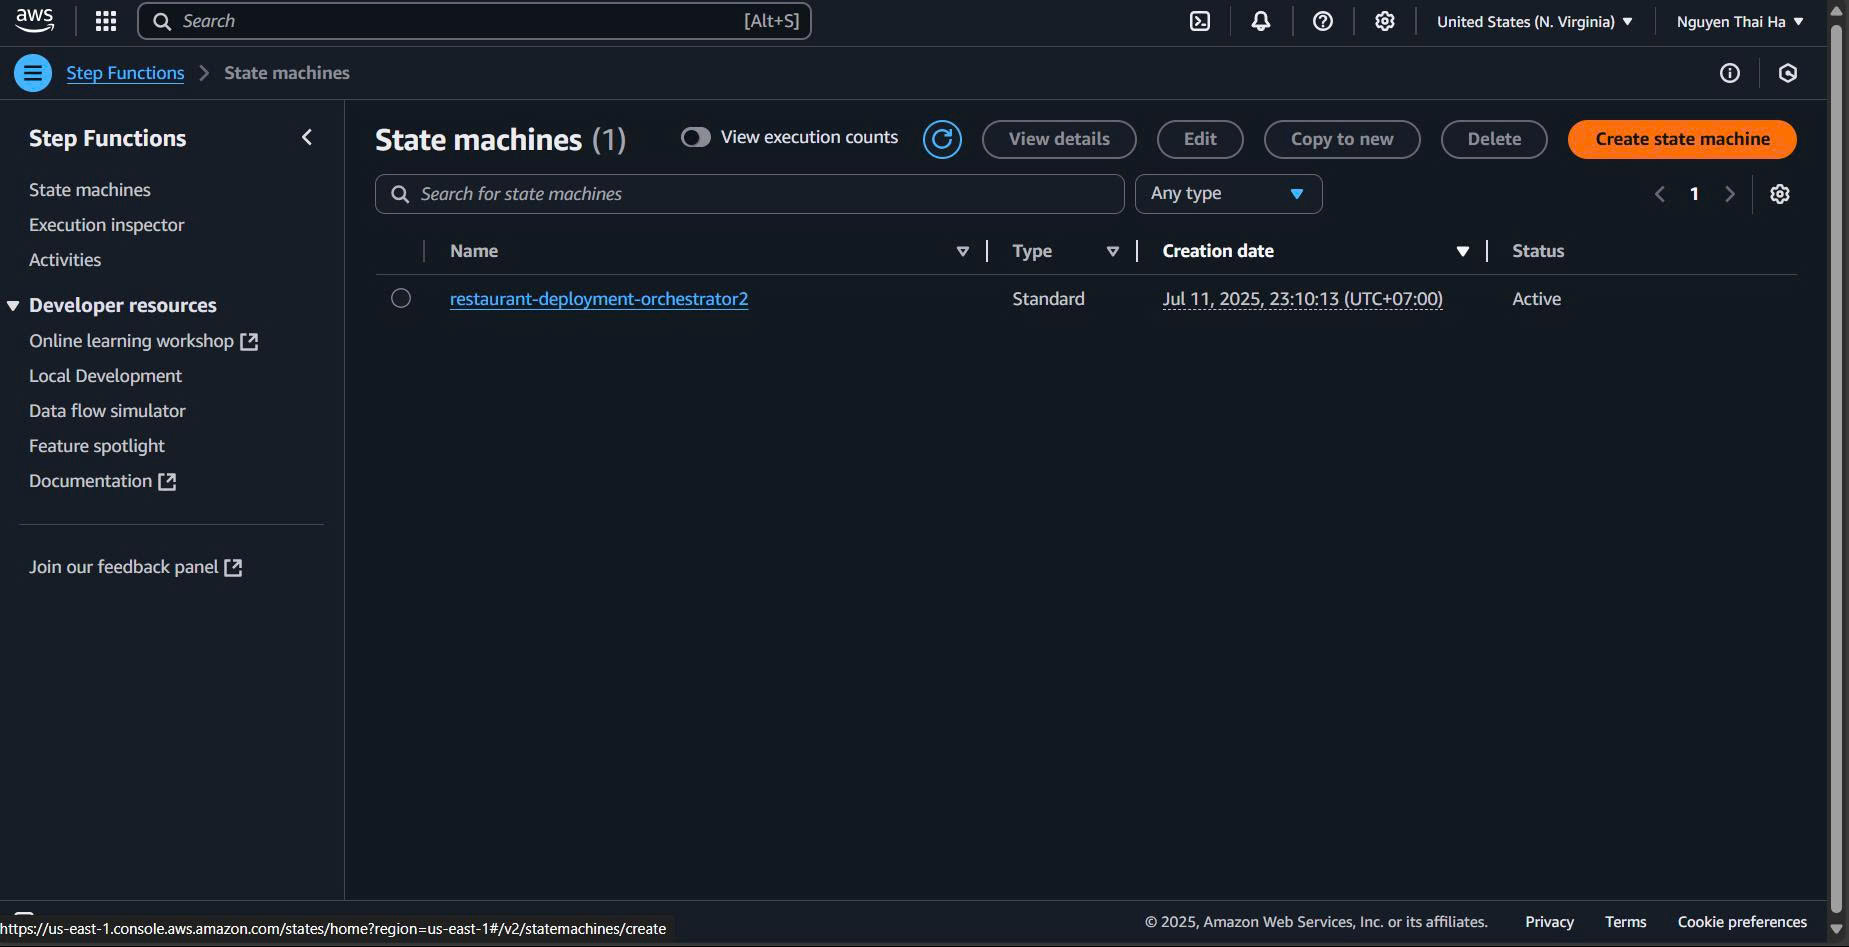 aws
Search [Alt+S]
United States (N. Virginia)
Nguyen Thai Ha
Step Functions
State machines
Step Functions
State machines
Execution inspector
Activities
Developer resources
Online learning workshop
Local Development
Data flow simulator
Feature spotlight
Documentation
Join our feedback panel
State machines (1)
View execution counts
View details
Edit
Copy to new
Delete
Create state machine
Search for state machines
Any type
1
Name Type Creation date Status
restaurant-deployment-orchestrator2 Standard Jul 11, 2025, 23:10:13 (UTC+07:00) Active
https://us-east-1.console.aws.amazon.com/states/home?region=us-east-1#/v2/statemachines/create
© 2025, Amazon Web Services, Inc. or its affiliates.
Privacy
Terms
Cookie preferences